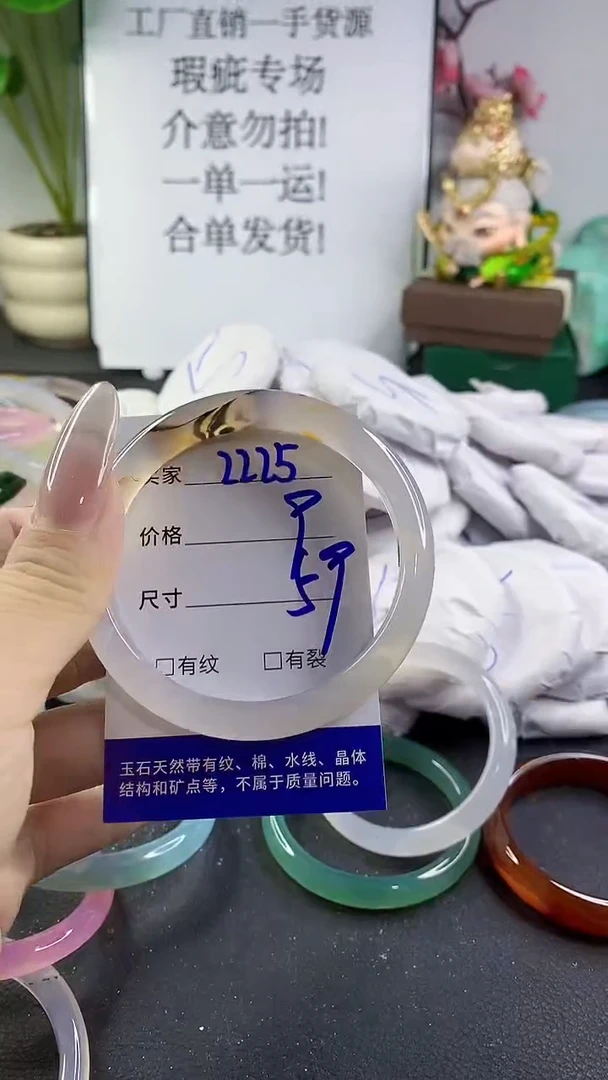 工厂直销一手货源
瑕疵专场
介意勿拍!
一单一运!
合单发货!
买家 2225
价格
尺寸 59
□有纹 □有裂
玉石天然带有纹、棉、水线、晶体
结构和矿点等，不属于质量问题。